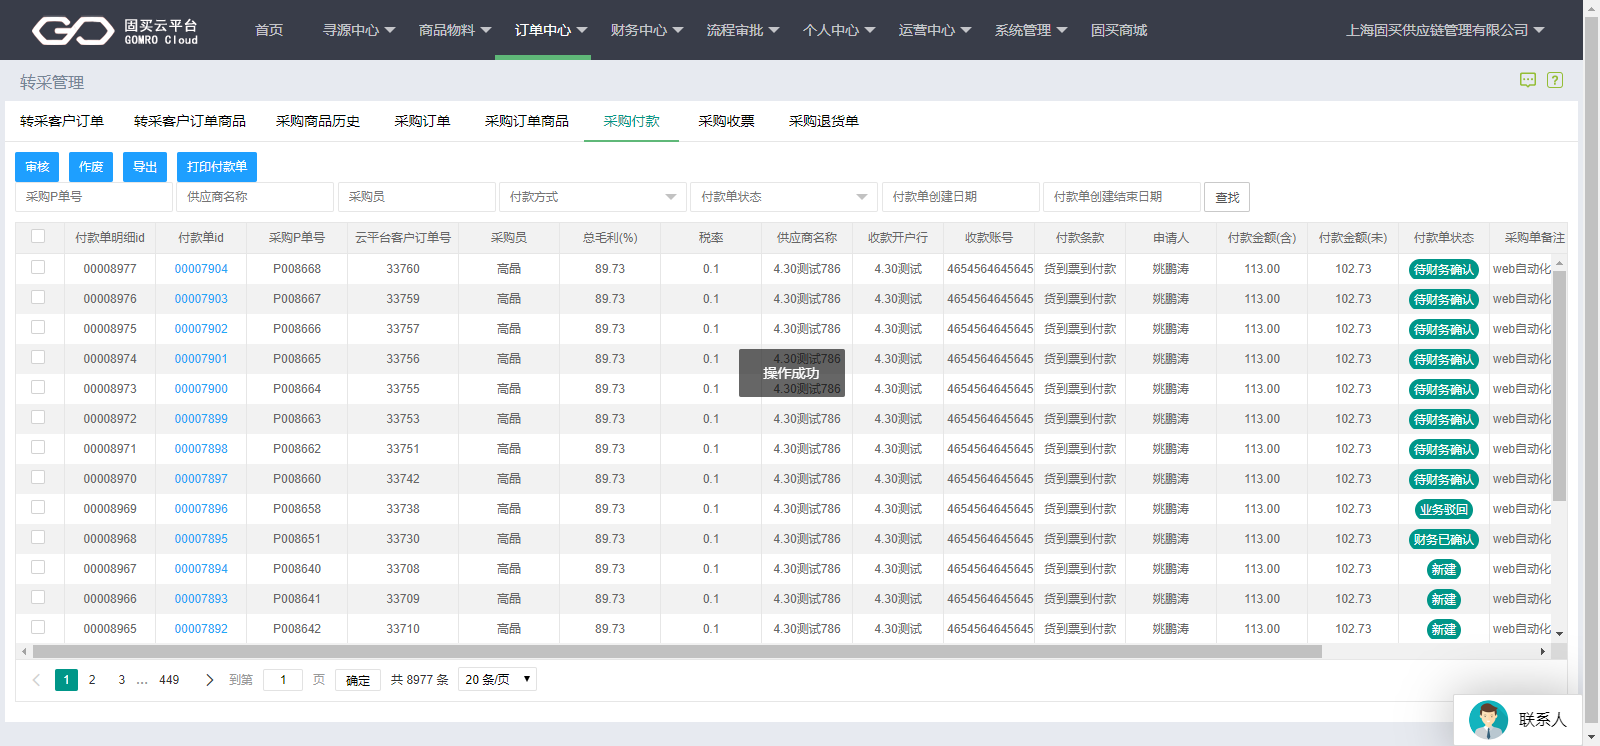 固买云平台
GOMRO Cloud
首页 寻源中心 商品物料 订单中心 财务中心 流程审批 个人中心 运营中心 系统管理 固买商城 上海固买供应链管理有限公司
转采管理
转采客户订单 转采客户订单商品 采购商品历史 采购订单 采购订单商品 采购付款 采购收票 采购退货单
审核 作废 导出 打印付款单
采购P单号 供应商名称 采购员 付款方式 付款单状态 付款单创建日期 付款单创建结束日期 查找
付款单明细id 付款单id 采购P单号 云平台客户订单号 采购员 总毛利(%) 税率 供应商名称 收款开户行 收款账号 付款条款 申请人 付款金额(含) 付款金额(未) 付款单状态 采购单备注
00008977 00007904 P008668 33760 高晶 89.73 0.1 4.30测试786 4.30测试 4654564645645 货到票到付款 姚鹏涛 113.00 102.73 待财务确认 web自动化
00008976 00007903 P008667 33759 高晶 89.73 0.1 4.30测试786 4.30测试 4654564645645 货到票到付款 姚鹏涛 113.00 102.73 待财务确认 web自动化
00008975 00007902 P008666 33757 高晶 89.73 0.1 4.30测试786 4.30测试 4654564645645 货到票到付款 姚鹏涛 113.00 102.73 待财务确认 web自动化
00008974 00007901 P008665 33756 高晶 89.73 0.1 4.30测试786 4.30测试 4654564645645 货到票到付款 姚鹏涛 113.00 102.73 待财务确认 web自动化
操作成功
00008973 00007900 P008664 33755 高晶 89.73 0.1 4.30测试786 4.30测试 4654564645645 货到票到付款 姚鹏涛 113.00 102.73 待财务确认 web自动化
00008972 00007899 P008663 33753 高晶 89.73 0.1 4.30测试786 4.30测试 4654564645645 货到票到付款 姚鹏涛 113.00 102.73 待财务确认 web自动化
00008971 00007898 P008662 33751 高晶 89.73 0.1 4.30测试786 4.30测试 4654564645645 货到票到付款 姚鹏涛 113.00 102.73 待财务确认 web自动化
00008970 00007897 P008660 33742 高晶 89.73 0.1 4.30测试786 4.30测试 4654564645645 货到票到付款 姚鹏涛 113.00 102.73 待财务确认 web自动化
00008969 00007896 P008658 33738 高晶 89.73 0.1 4.30测试786 4.30测试 4654564645645 货到票到付款 姚鹏涛 113.00 102.73 业务驳回 web自动化
00008968 00007895 P008651 33730 高晶 89.73 0.1 4.30测试786 4.30测试 4654564645645 货到票到付款 姚鹏涛 113.00 102.73 财务已确认 web自动化
00008967 00007894 P008640 33708 高晶 89.73 0.1 4.30测试786 4.30测试 4654564645645 货到票到付款 姚鹏涛 113.00 102.73 新建 web自动化
00008966 00007893 P008641 33709 高晶 89.73 0.1 4.30测试786 4.30测试 4654564645645 货到票到付款 姚鹏涛 113.00 102.73 新建 web自动化
00008965 00007892 P008642 33710 高晶 89.73 0.1 4.30测试786 4.30测试 4654564645645 货到票到付款 姚鹏涛 113.00 102.73 新建 web自动化
1 2 3 … 449 到第 1 页 确定 共 8977 条 20 条/页
联系人